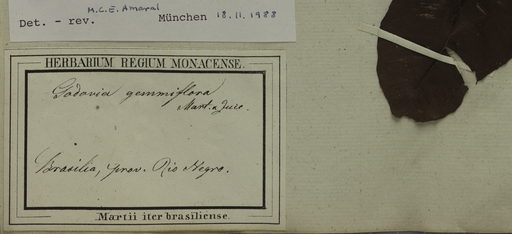 M.C.E. Amaral
Det. - rev. München 18.11.1988
HERBARIUM REGIUM MONACENSE.
Godovia gemmiflora
Mart. & Zucc.
Brasilia, prov. Rio Negro.
Martii iter brasiliense.